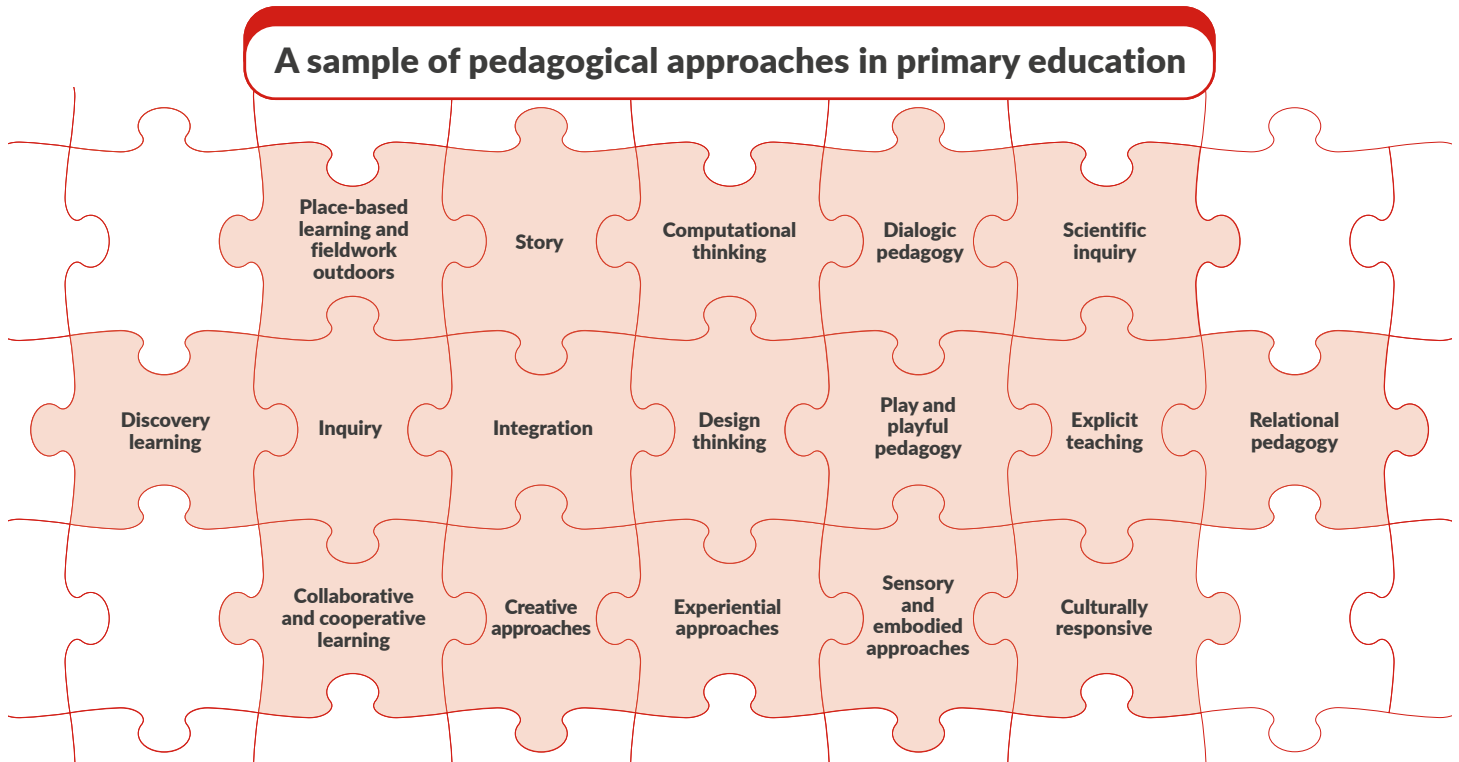 A sample of pedagogical approaches in primary education
Place-based
learning and
fieldwork
outdoors
Story
Computational
thinking
Dialogic
pedagogy
Scientific
inquiry
Discovery
learning
Inquiry
Integration
Design
thinking
Play and
playful
pedagogy
Explicit
teaching
Relational
pedagogy
Collaborative
and cooperative
learning
Creative
approaches
Experiential
approaches
Sensory
and
embodied
approaches
Culturally
responsive